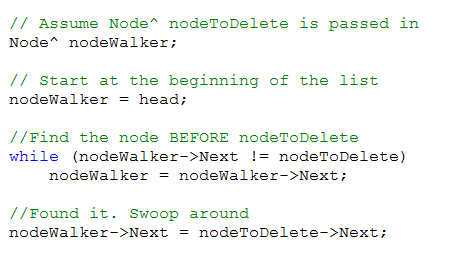 // Assume Node^ nodeToDelete is passed in
Node^ nodeWalker;
// Start at the beginning of the list
nodeWalker = head;
//Find the node BEFORE nodeToDelete
while (nodeWalker->Next != nodeToDelete)
    nodeWalker = nodeWalker->Next;
//Found it. Swoop around
nodeWalker->Next = nodeToDelete->Next;